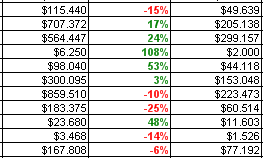 $115.440 -15% $49.639
$707.372 17% $205.138
$564.447 24% $299.157
$6.250 108% $2.000
$98.040 53% $44.118
$300.095 3% $153.048
$859.510 -10% $223.473
$183.375 -25% $60.514
$23.680 48% $11.603
$3.468 -14% $1.526
$167.808 -6% $77.192